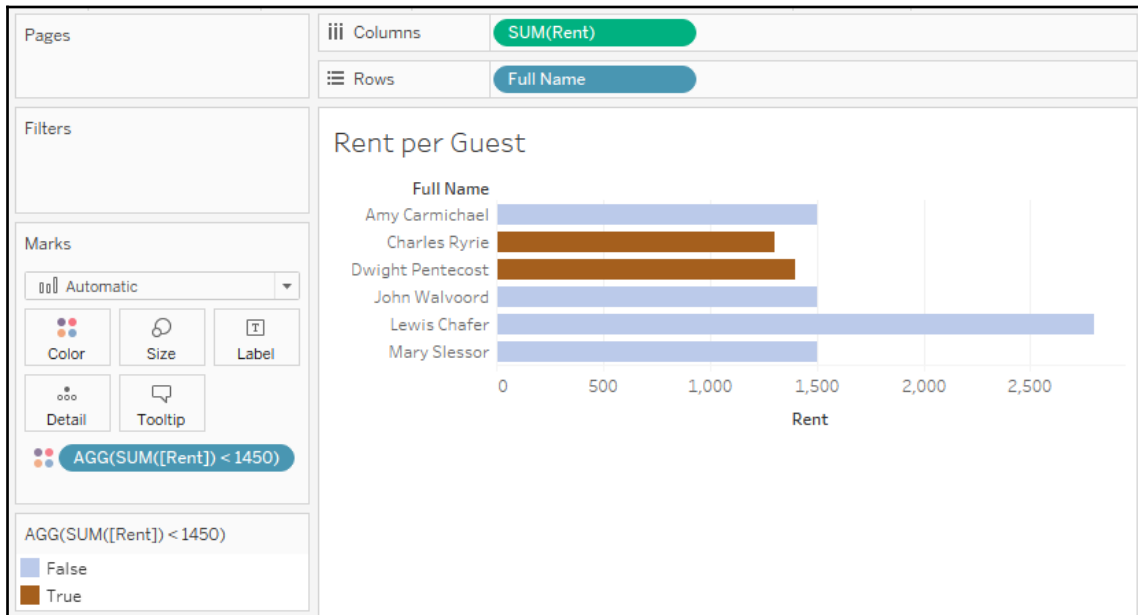 Pages
Columns
SUM(Rent)
Rows
Full Name
Filters
Marks
Automatic
Color
Size
T
Label
Detail
Tooltip
AGG(SUM([Rent]) < 1450)
AGG(SUM([Rent]) < 1450)
False
True
Rent per Guest
Full Name
Amy Carmichael
Charles Ryrie
Dwight Pentecost
John Walvoord
Lewis Chafer
Mary Slessor
0 500 1,000 1,500 2,000 2,500
Rent